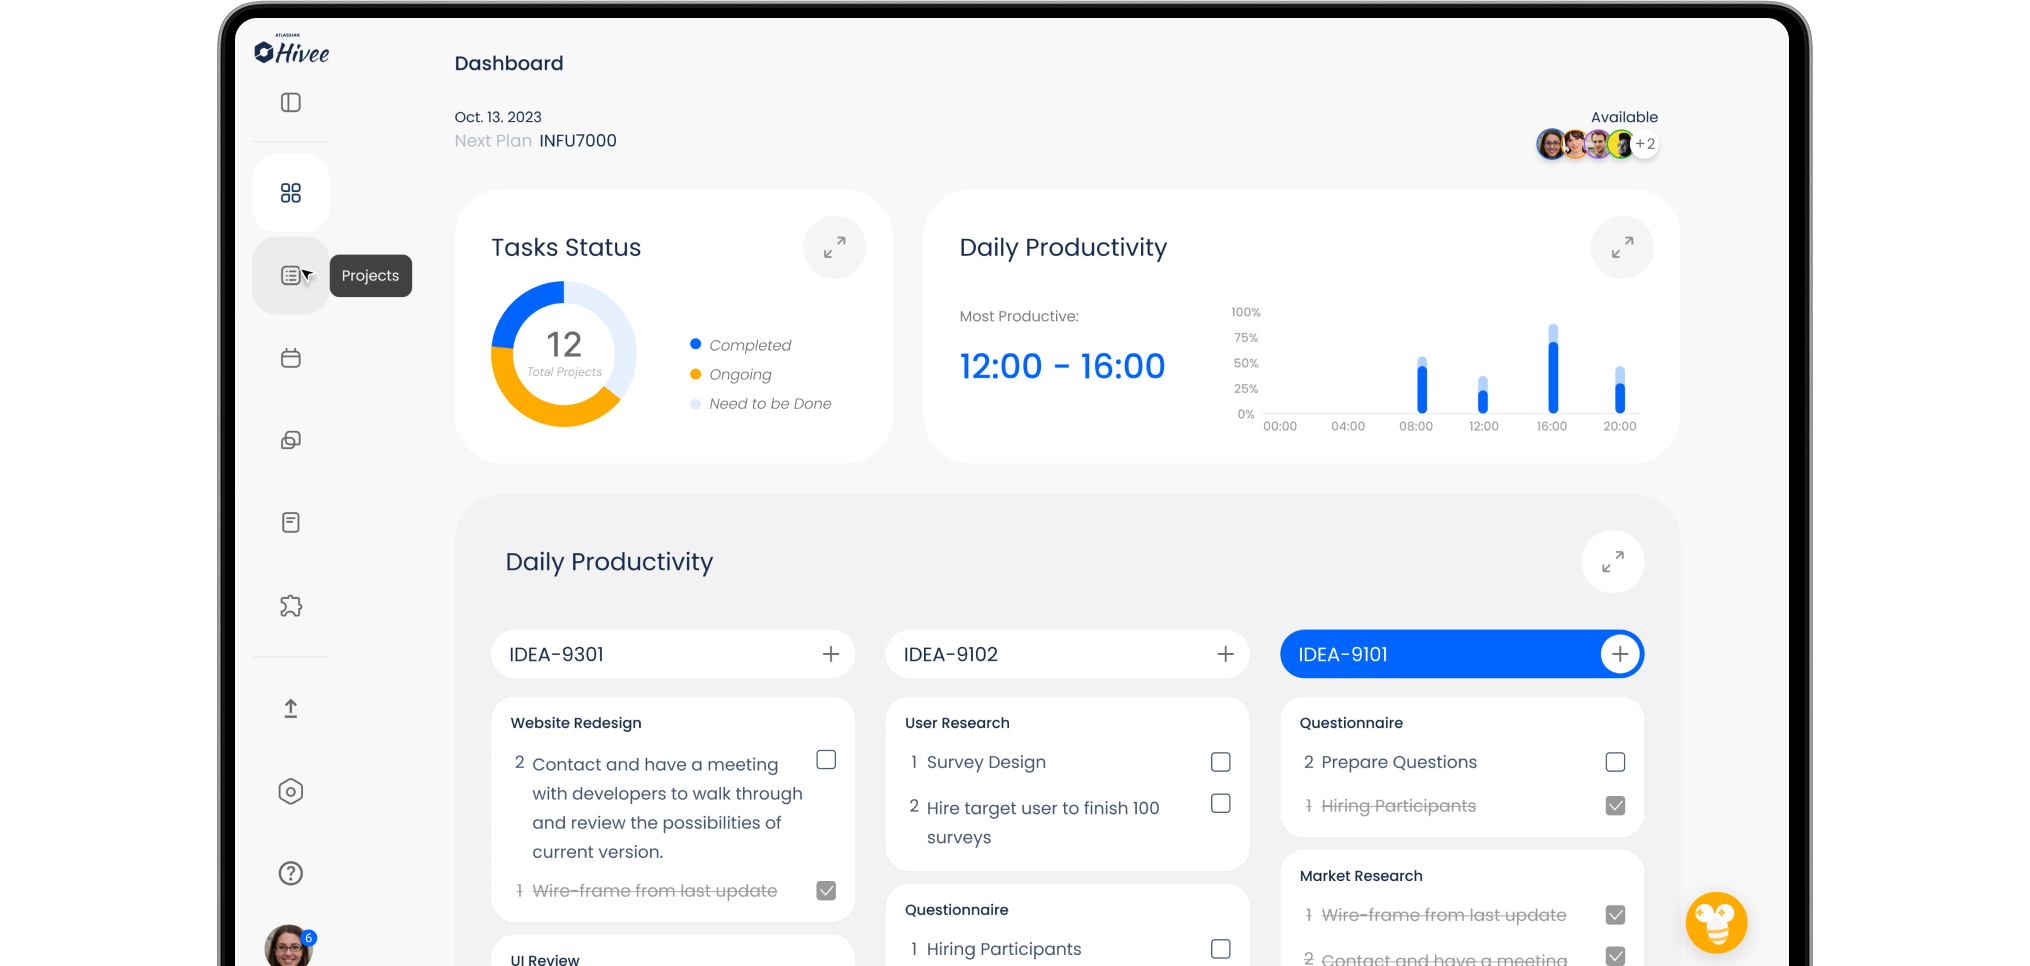 ATLASSIAN
Hivee
Dashboard
Oct. 13. 2023
Next Plan INFU7000
Available
+2
Projects
Tasks Status
12
Total Projects
Completed
Ongoing
Need to be Done
Daily Productivity
Most Productive:
12:00 - 16:00
100%
75%
50%
25%
0%
00:00 04:00 08:00 12:00 16:00 20:00
Daily Productivity
IDEA-9301
Website Redesign
2 Contact and have a meeting
with developers to walk through
and review the possibilities of
current version.
1 Wire-frame from last update
UI Review
IDEA-9102
User Research
1 Survey Design
2 Hire target user to finish 100
surveys
Questionnaire
1 Hiring Participants
IDEA-9101
Questionnaire
2 Prepare Questions
1 Hiring Participants
Market Research
1 Wire-frame from last update
2 Contact and have a meeting
6